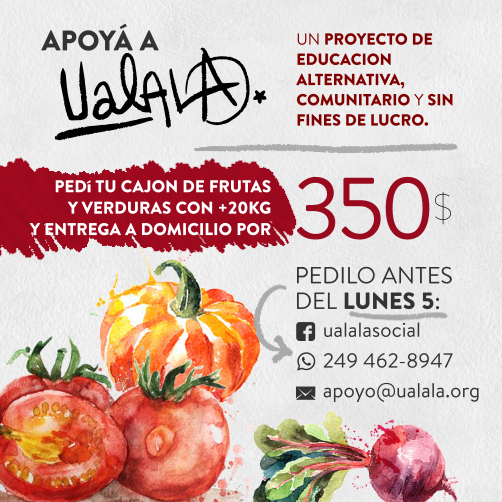 APOYÁ A
UalALA.
UN PROYECTO DE
EDUCACION
ALTERNATIVA,
COMUNITARIO Y SIN
FINES DE LUCRO.
PEDí TU CAJON DE FRUTAS
Y VERDURAS CON +20KG
Y ENTREGA A DOMICILIO POR
350$
PEDILO ANTES
DEL LUNES 5:
ualalasocial
249 462-8947
apoyo@ualala.org